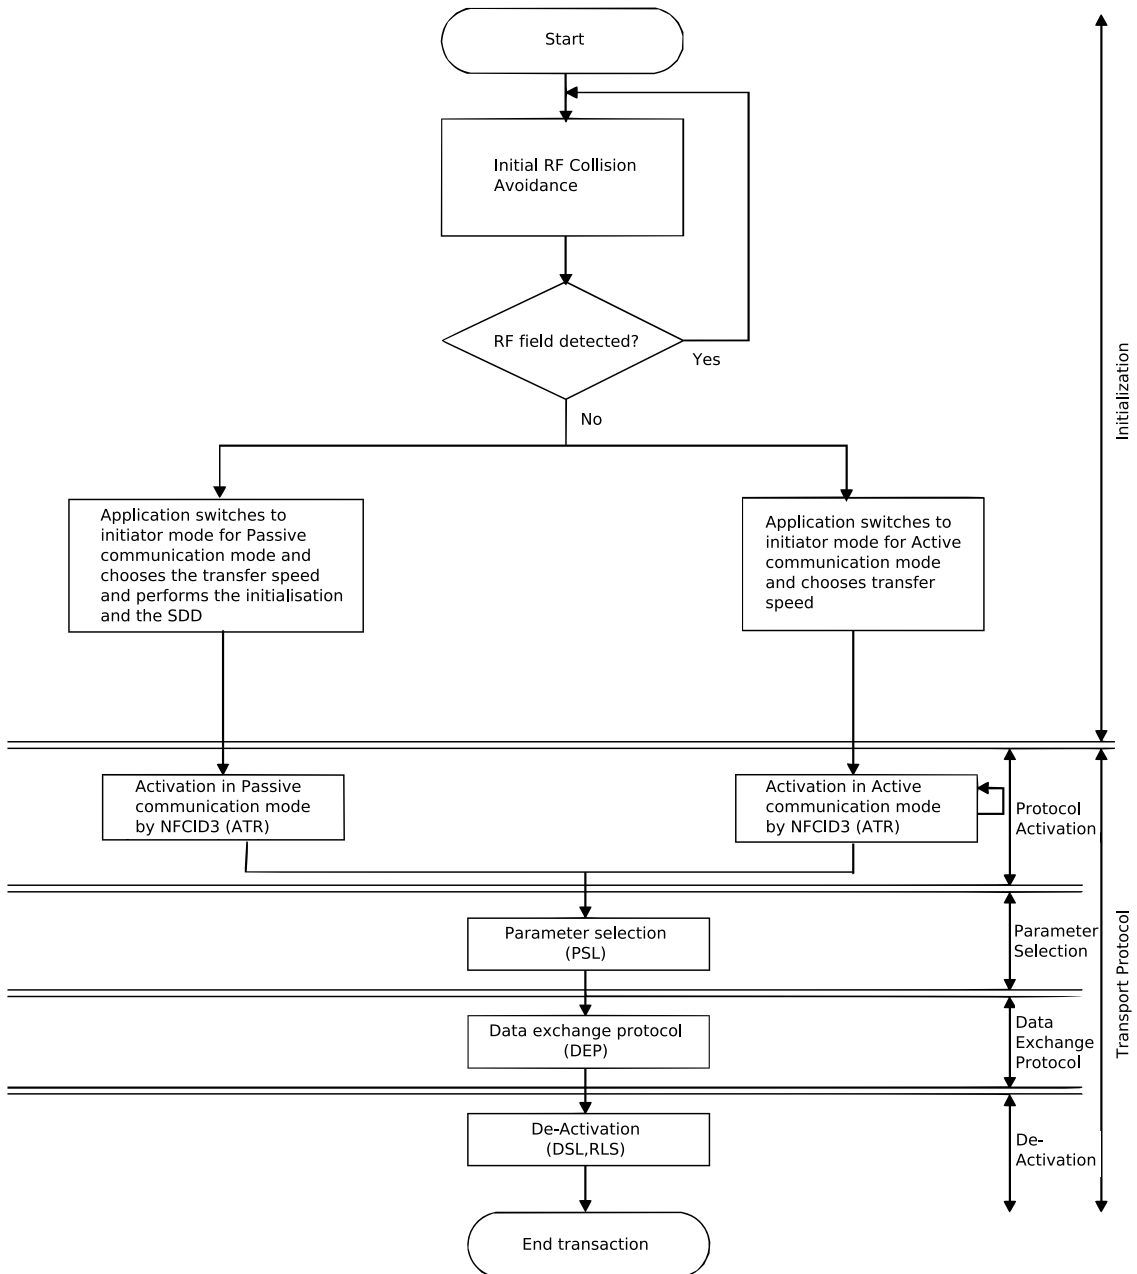 Start
Initial RF Collision
Avoidance
RF field detected?
Yes
No
Initialization
Application switches to
initiator mode for Passive
communication mode and
chooses the transfer speed
and performs the initialisation
and the SDD
Application switches to
initiator mode for Active
communication mode
and chooses transfer
speed
Activation in Passive
communication mode
by NFCID3 (ATR)
Activation in Active
communication mode
by NFCID3 (ATR)
Protocol
Activation
Parameter selection
(PSL)
Parameter
Selection
Transport Protocol
Data exchange protocol
(DEP)
Data
Exchange
Protocol
De-Activation
(DSL,RLS)
De-
Activation
End transaction